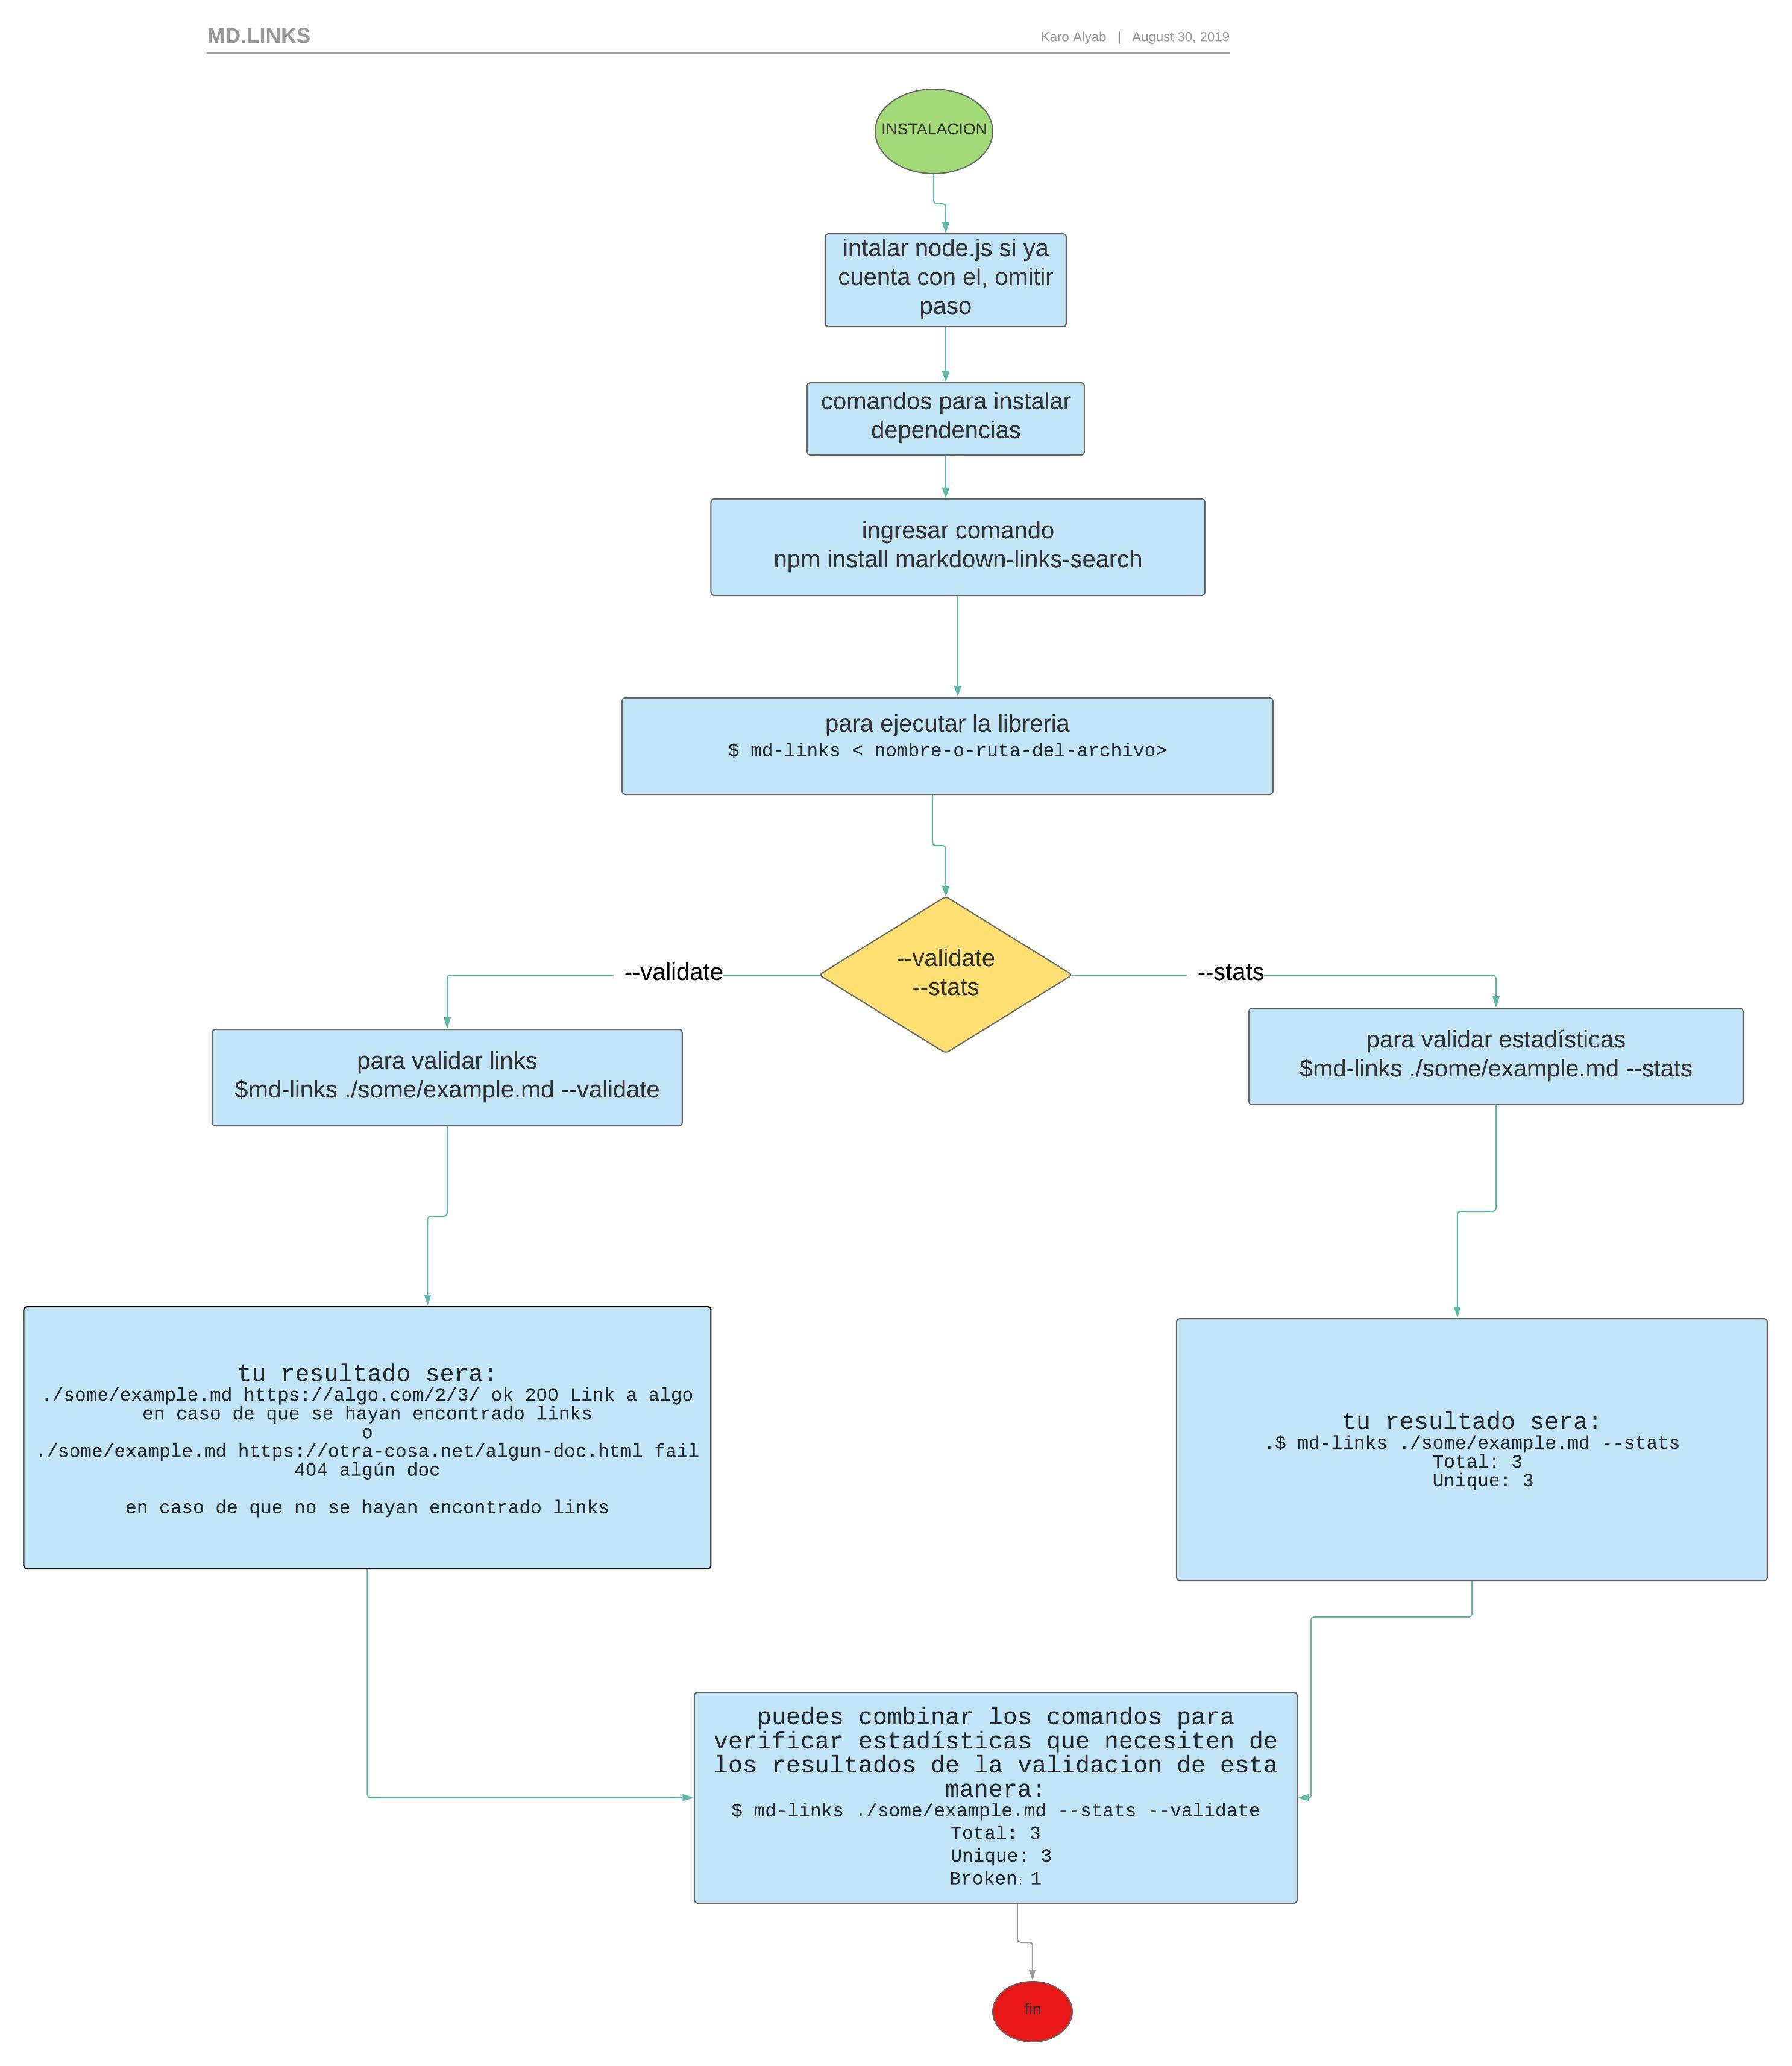 MD.LINKS
Karo Alyab | August 30, 2019
INSTALACION
intalar node.js si ya
cuenta con el, omitir
paso
comandos para instalar
dependencias
ingresar comando
npm install markdown-links-search
para ejecutar la libreria
$ md-links < nombre-o-ruta-del-archivo>
--validate
--stats
--validate
--stats
para validar links
$md-links ./some/example.md --validate
para validar estadísticas
$md-links ./some/example.md --stats
tu resultado sera:
./some/example.md https://algo.com/2/3/ ok 2OO Link a algo
en caso de que se hayan encontrado links
o
./some/example.md https://otra-cosa.net/algun-doc.html fail
4O4 algún doc
en caso de que no se hayan encontrado links
tu resultado sera:
.$ md-links ./some/example.md --stats
Total: 3
Unique: 3
puedes combinar los comandos para
verificar estadísticas que necesiten de
los resultados de la validacion de esta
manera:
$ md-links ./some/example.md --stats --validate
Total: 3
Unique: 3
Broken: 1
fin